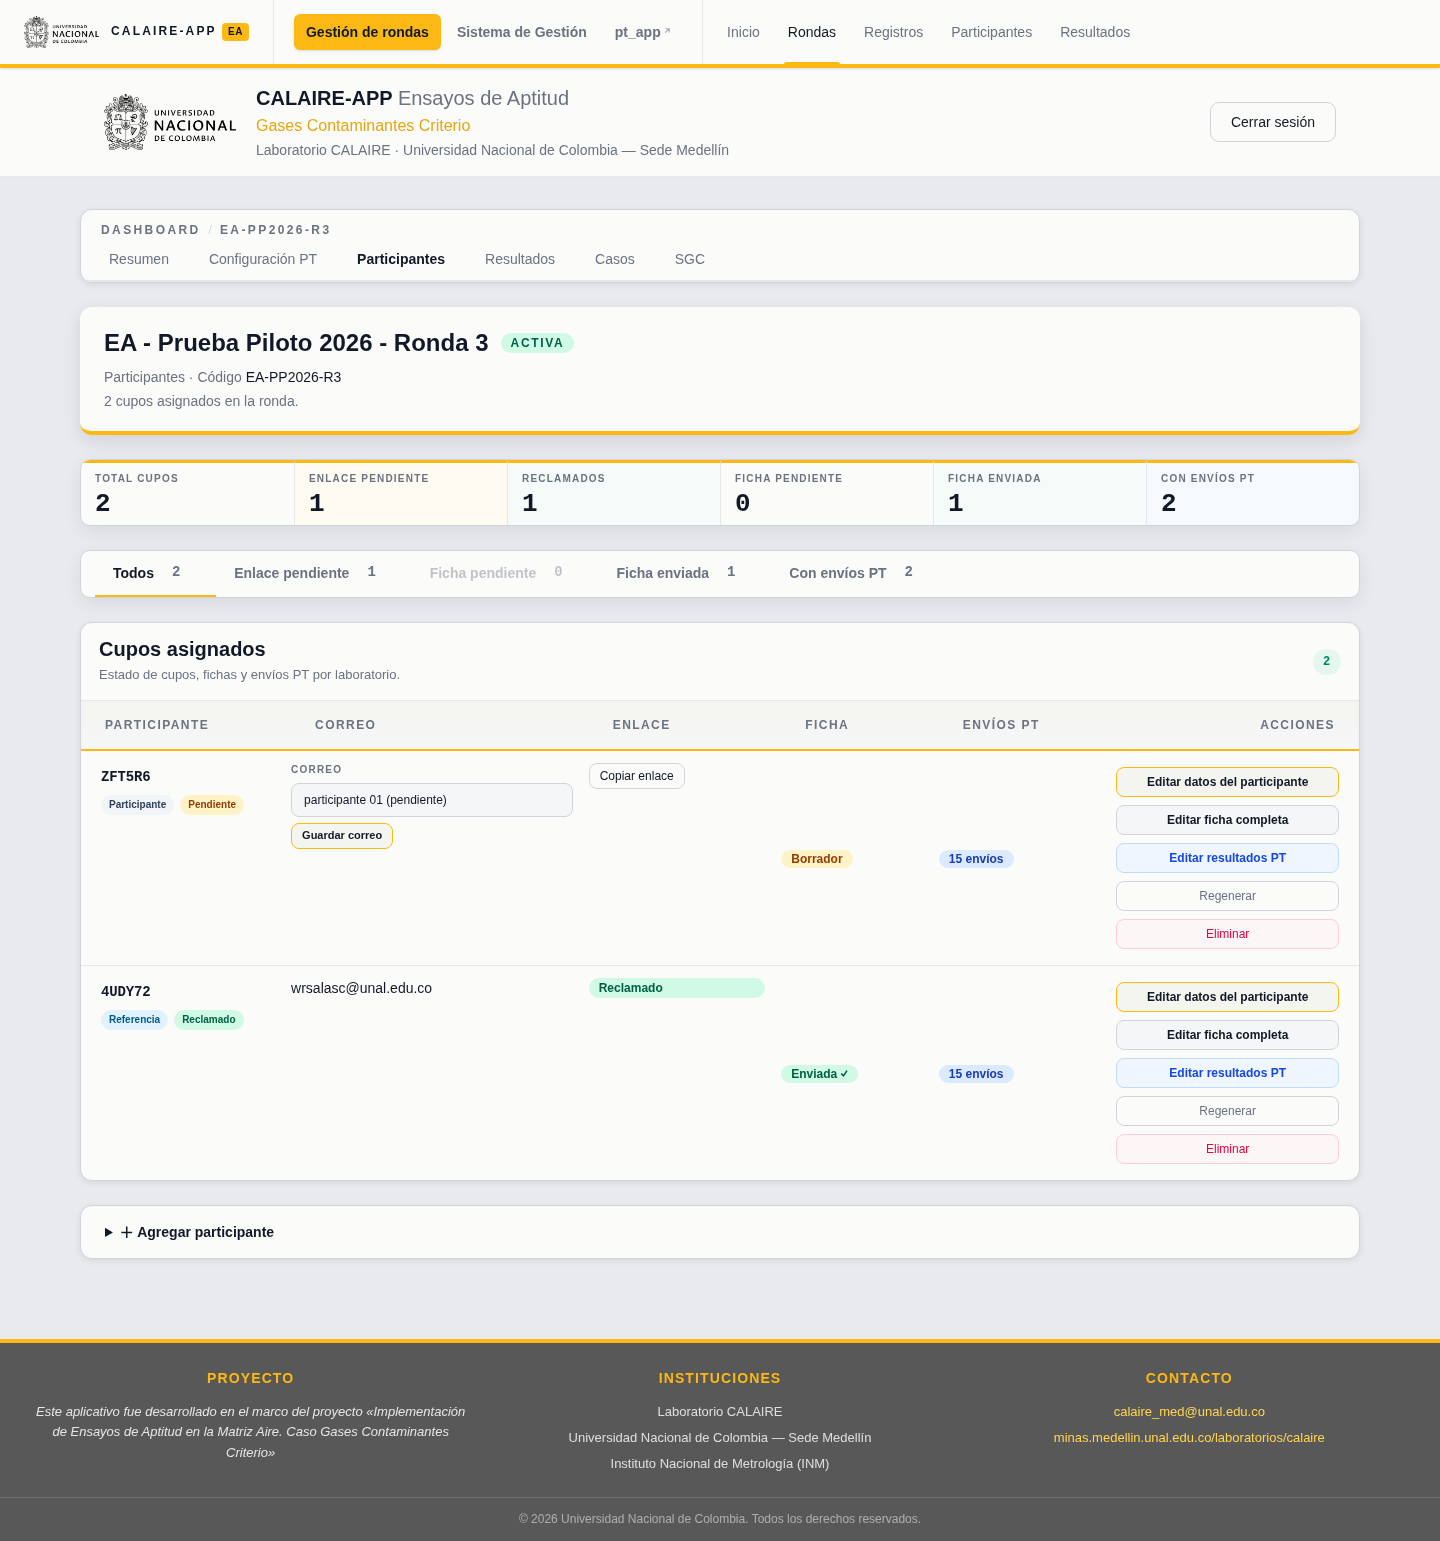 UNIVERSIDAD
NACIONAL
DE COLOMBIA
CALAIRE-APP EA
Gestión de rondas
Sistema de Gestión
pt_app ↗
Inicio
Rondas
Registros
Participantes
Resultados
UNIVERSIDAD
NACIONAL
DE COLOMBIA
CALAIRE-APP Ensayos de Aptitud
Gases Contaminantes Criterio
Laboratorio CALAIRE · Universidad Nacional de Colombia — Sede Medellín
Cerrar sesión
DASHBOARD / EA-PP2026-R3
Resumen
Configuración PT
Participantes
Resultados
Casos
SGC
EA - Prueba Piloto 2026 - Ronda 3 ACTIVA
Participantes · Código EA-PP2026-R3
2 cupos asignados en la ronda.
TOTAL CUPOS
2
ENLACE PENDIENTE
1
RECLAMADOS
1
FICHA PENDIENTE
0
FICHA ENVIADA
1
CON ENVÍOS PT
2
Todos 2
Enlace pendiente 1
Ficha pendiente 0
Ficha enviada 1
Con envíos PT 2
Cupos asignados
Estado de cupos, fichas y envíos PT por laboratorio.
2
PARTICIPANTE
CORREO
ENLACE
FICHA
ENVÍOS PT
ACCIONES
ZFT5R6
Participante
Pendiente
CORREO
participante 01 (pendiente)
Guardar correo
Copiar enlace
Borrador
15 envíos
Editar datos del participante
Editar ficha completa
Editar resultados PT
Regenerar
Eliminar
4UDY72
Referencia
Reclamado
wrsalasc@unal.edu.co
Reclamado
Enviada ✓
15 envíos
Editar datos del participante
Editar ficha completa
Editar resultados PT
Regenerar
Eliminar
▶ + Agregar participante
PROYECTO
Este aplicativo fue desarrollado en el marco del proyecto «Implementación
de Ensayos de Aptitud en la Matriz Aire. Caso Gases Contaminantes
Criterio»
INSTITUCIONES
Laboratorio CALAIRE
Universidad Nacional de Colombia — Sede Medellín
Instituto Nacional de Metrología (INM)
CONTACTO
calaire_med@unal.edu.co
minas.medellin.unal.edu.co/laboratorios/calaire
© 2026 Universidad Nacional de Colombia. Todos los derechos reservados.